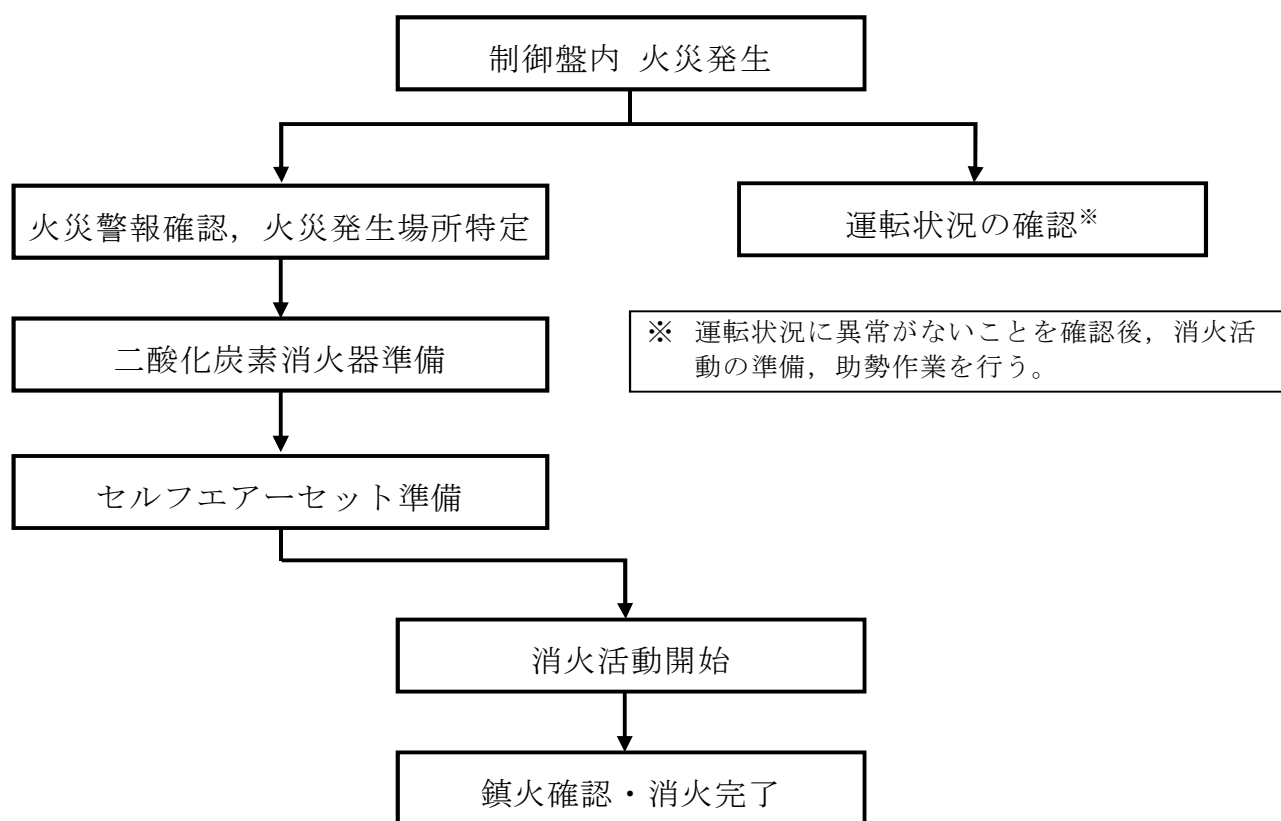 制御盤内 火災発生
火災警報確認，火災発生場所特定
運転状況の確認※
二酸化炭素消火器準備
※ 運転状況に異常がないことを確認後，消火活
動の準備，助勢作業を行う。
セルフエアーセット準備
消火活動開始
鎮火確認・消火完了